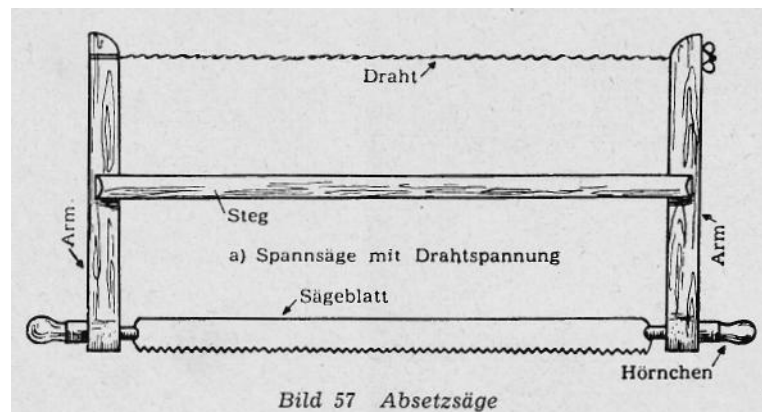 Draht
Steg
Arm.
Arm
a) Spannsäge mit Drahtspannung
Sägeblatt
Hörnchen
Bild 57 Absetzsäge